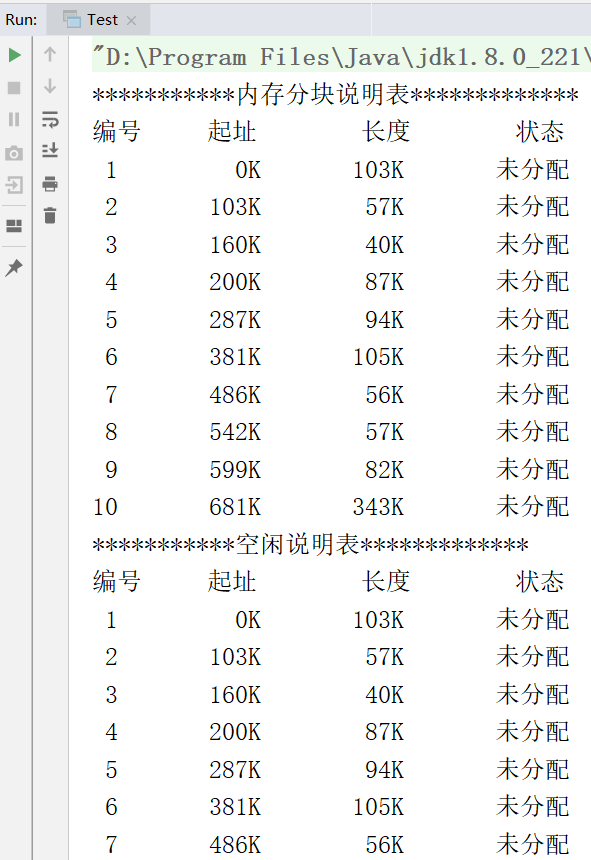 Run: Test
"D:\Program Files\Java\jdk1.8.0_221\
***********内存分块说明表*************
编号 起址 长度 状态
1 0K 103K 未分配
2 103K 57K 未分配
3 160K 40K 未分配
4 200K 87K 未分配
5 287K 94K 未分配
6 381K 105K 未分配
7 486K 56K 未分配
8 542K 57K 未分配
9 599K 82K 未分配
10 681K 343K 未分配
***********空闲说明表*************
编号 起址 长度 状态
1 0K 103K 未分配
2 103K 57K 未分配
3 160K 40K 未分配
4 200K 87K 未分配
5 287K 94K 未分配
6 381K 105K 未分配
7 486K 56K 未分配